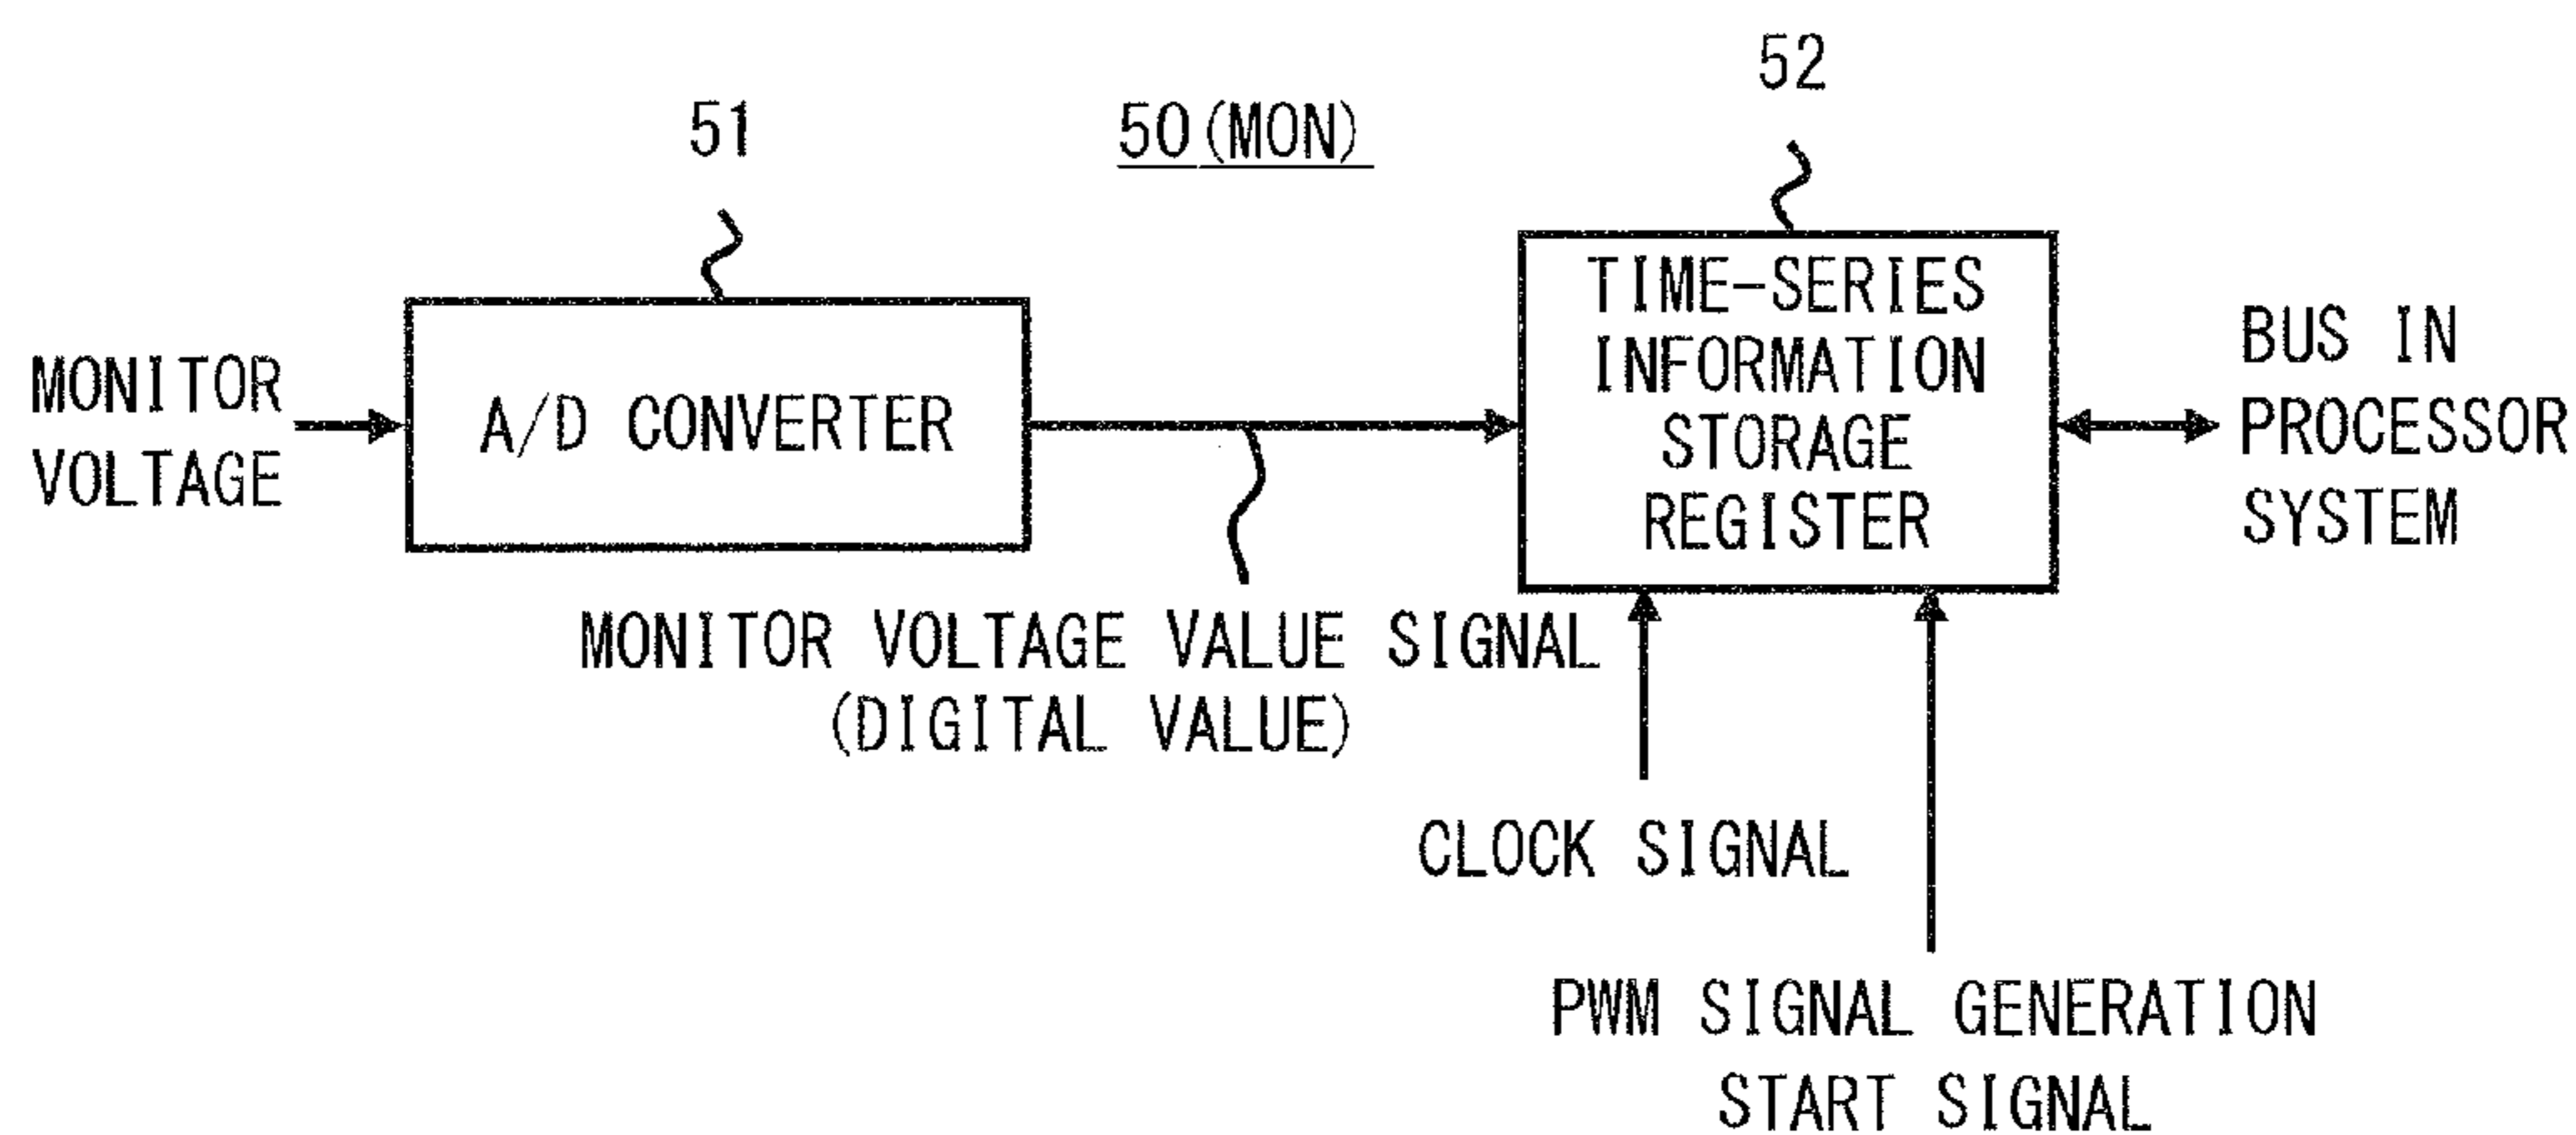 52
51
50(MON)
TIME-SERIES
INFORMATION
STORAGE
REGISTER
BUS IN
PROCESSOR
SYSTEM
MONITOR
VOLTAGE
A/D CONVERTER
MONITOR VOLTAGE VALUE SIGNAL
(DIGITAL VALUE)
CLOCK SIGNAL
PWM SIGNAL GENERATION
START SIGNAL